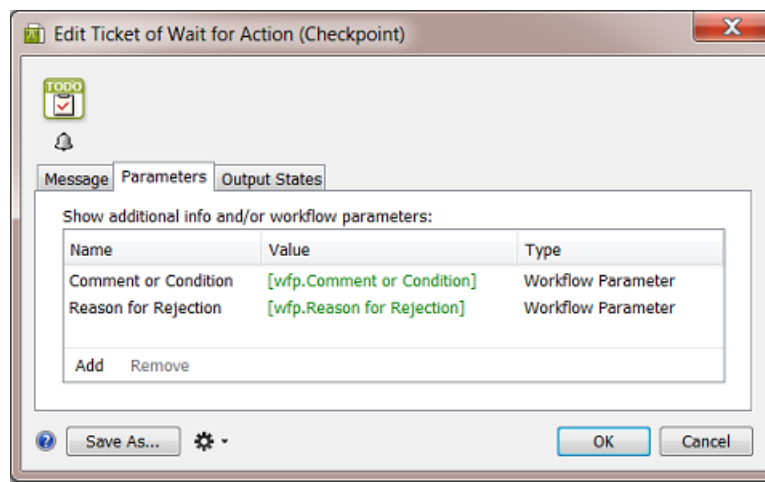 Edit Ticket of Wait for Action (Checkpoint)
TODO
Message Parameters Output States
Show additional info and/or workflow parameters:
Name Value Type
Comment or Condition [wfp.Comment or Condition] Workflow Parameter
Reason for Rejection [wfp.Reason for Rejection] Workflow Parameter
Add Remove
? Save As... OK Cancel